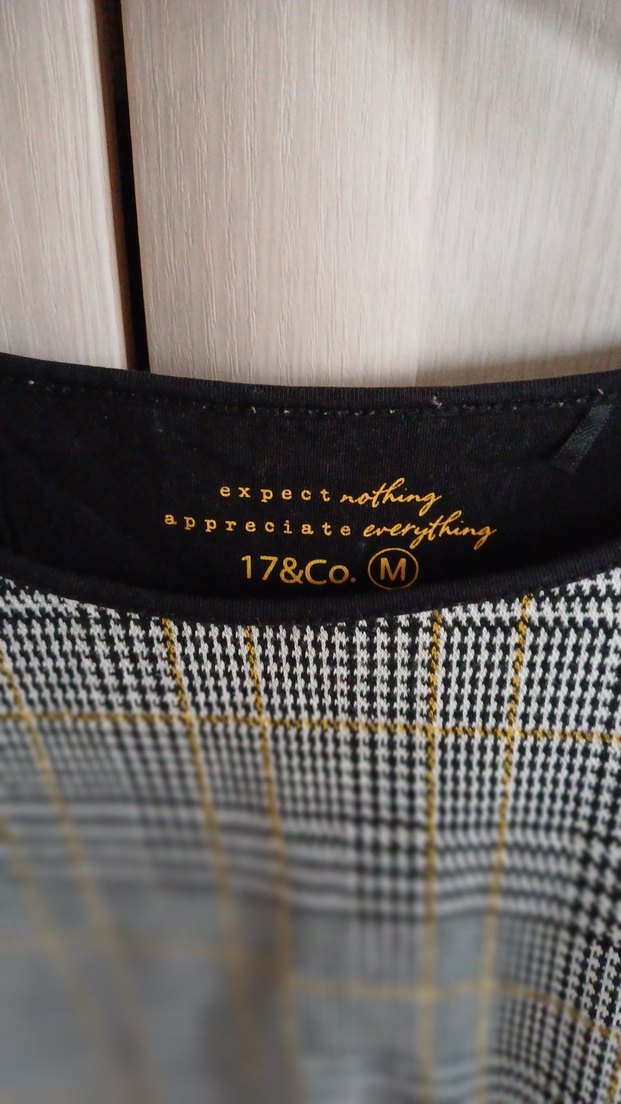 expect nothing
appreciate everything
17&Co. M